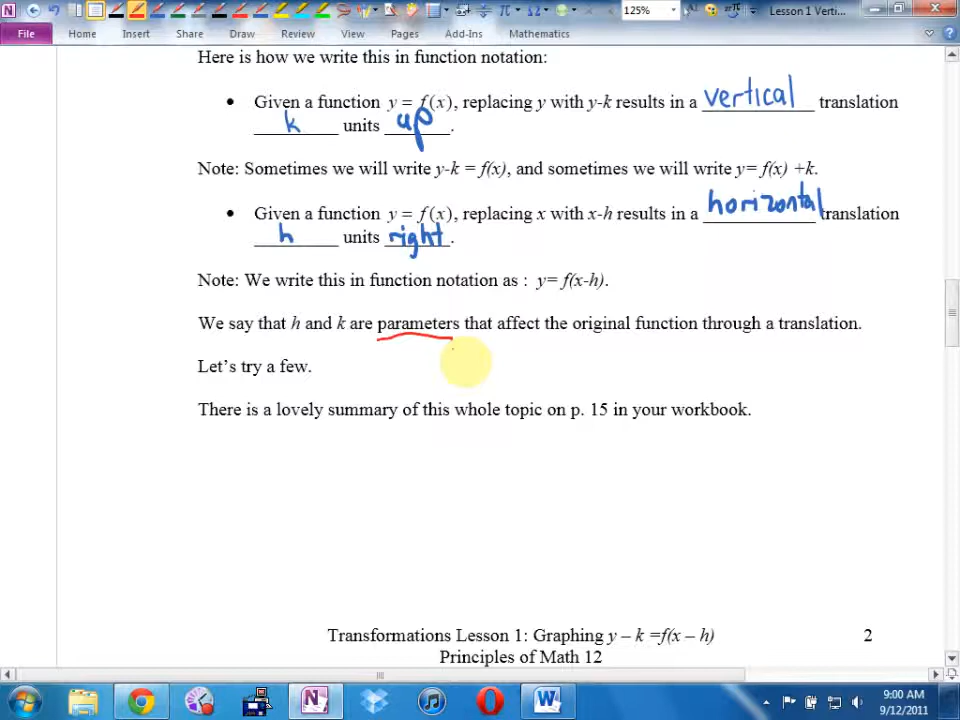 125%
Lesson 1 Verti...
File Home Insert Share Draw Review View Pages Add-Ins Mathematics
Here is how we write this in function notation:
• Given a function y = f(x), replacing y with y-k results in a vertical translation
k units up.
Note: Sometimes we will write y-k = f(x), and sometimes we will write y= f(x) +k.
• Given a function y = f(x), replacing x with x-h results in a horizontal translation
h units right.
Note: We write this in function notation as : y= f(x-h).
We say that h and k are parameters that affect the original function through a translation.
Let's try a few.
There is a lovely summary of this whole topic on p. 15 in your workbook.
Transformations Lesson 1: Graphing y – k =f(x – h) 2
Principles of Math 12
9:00 AM
9/12/2011